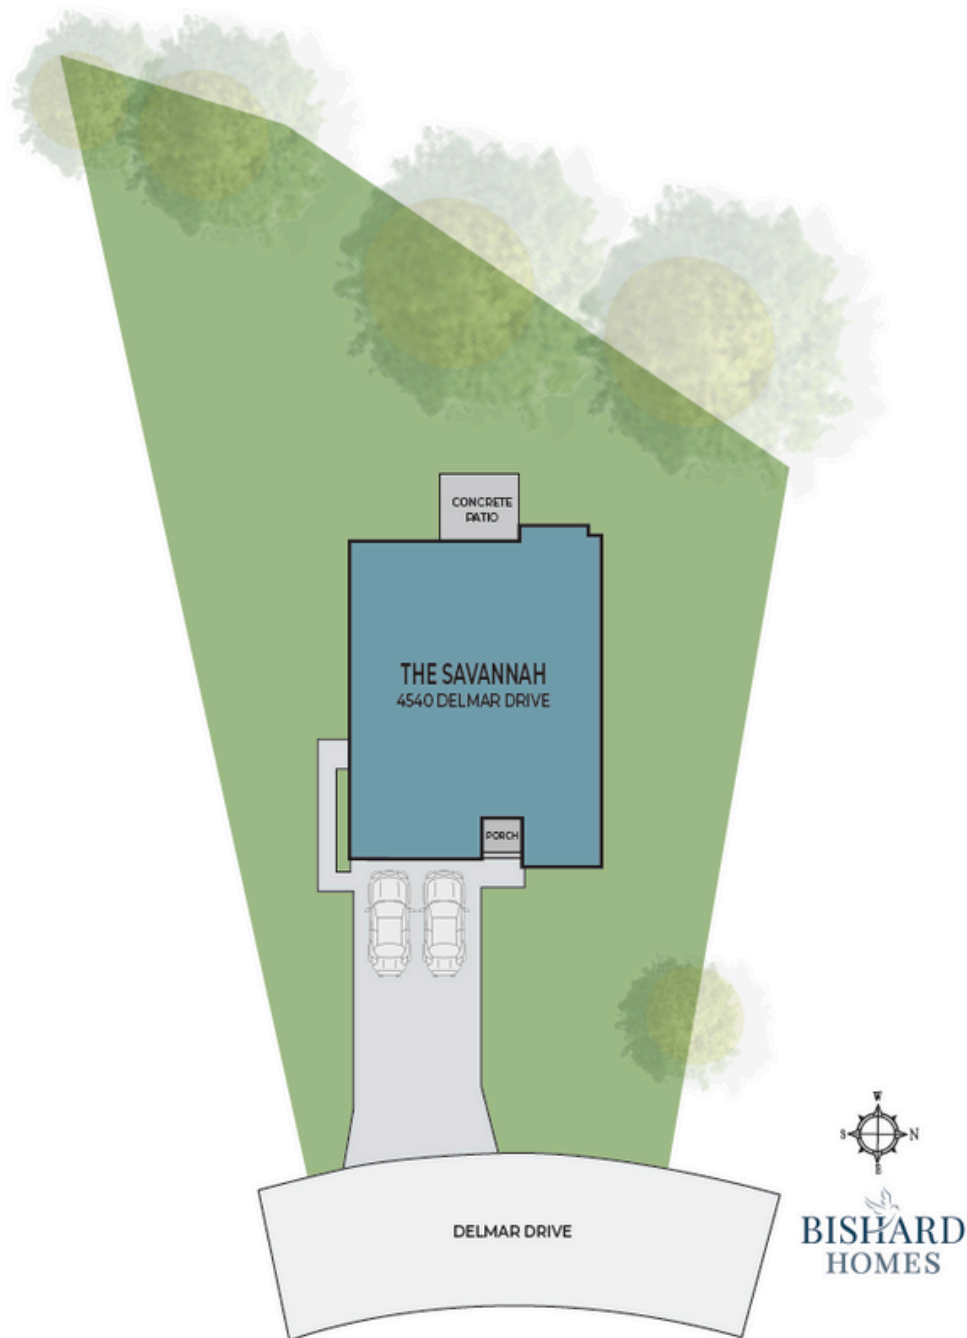 CONCRETE
PATIO
THE SAVANNAH
4540 DELMAR DRIVE
PORCH
W
S
N
E
DELMAR DRIVE
BISHARD
HOMES